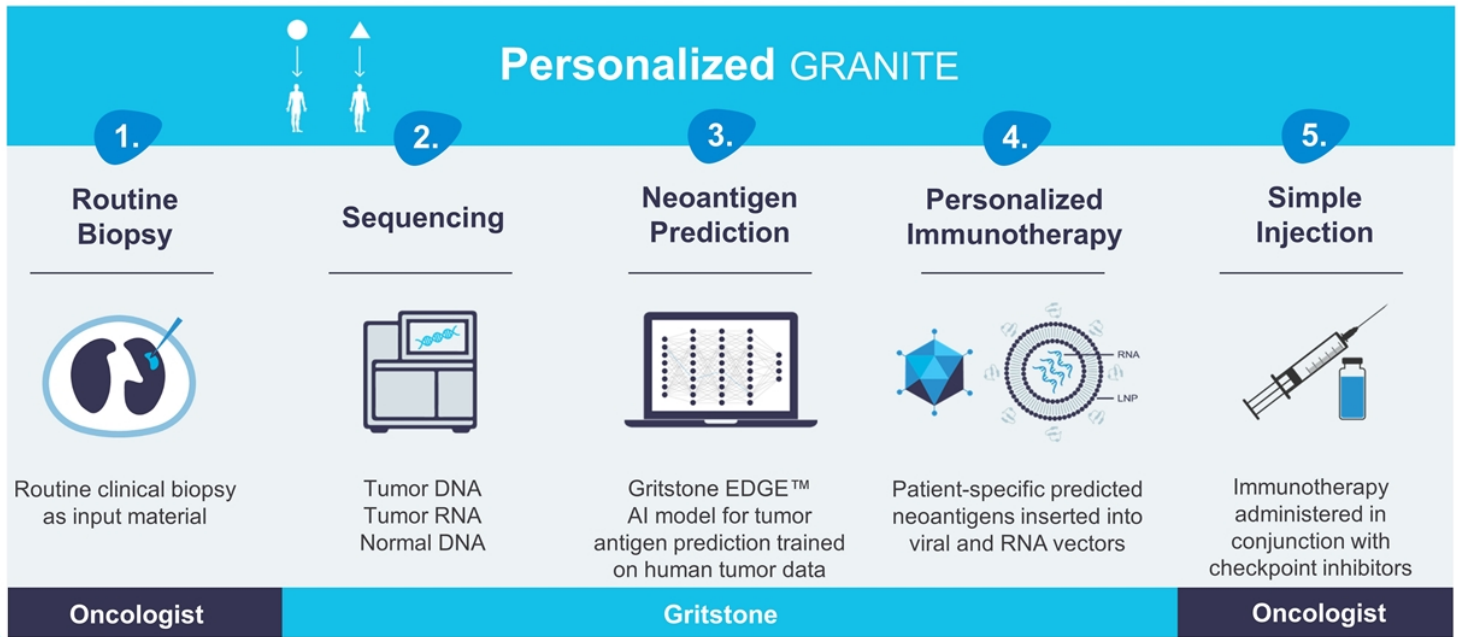 Personalized GRANITE
1.
Routine
Biopsy
Routine clinical biopsy
as input material
2.
Sequencing
Tumor DNA
Tumor RNA
Normal DNA
3.
Neoantigen
Prediction
Gritstone EDGE™
AI model for tumor
antigen prediction trained
on human tumor data
4.
Personalized
Immunotherapy
RNA
LNP
Patient-specific predicted
neoantigens inserted into
viral and RNA vectors
5.
Simple
Injection
Immunotherapy
administered in
conjunction with
checkpoint inhibitors
Oncologist
Gritstone
Oncologist